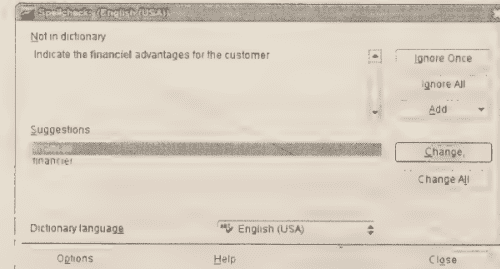 Spellcheck: (English (USA))
Not in dictionary
Indicate the financiel advantages for the customer
Ignore Once
Ignore All
Add
Suggestions
financier
Change
Change All
Dictionary language
English (USA)
Options
Help
Close